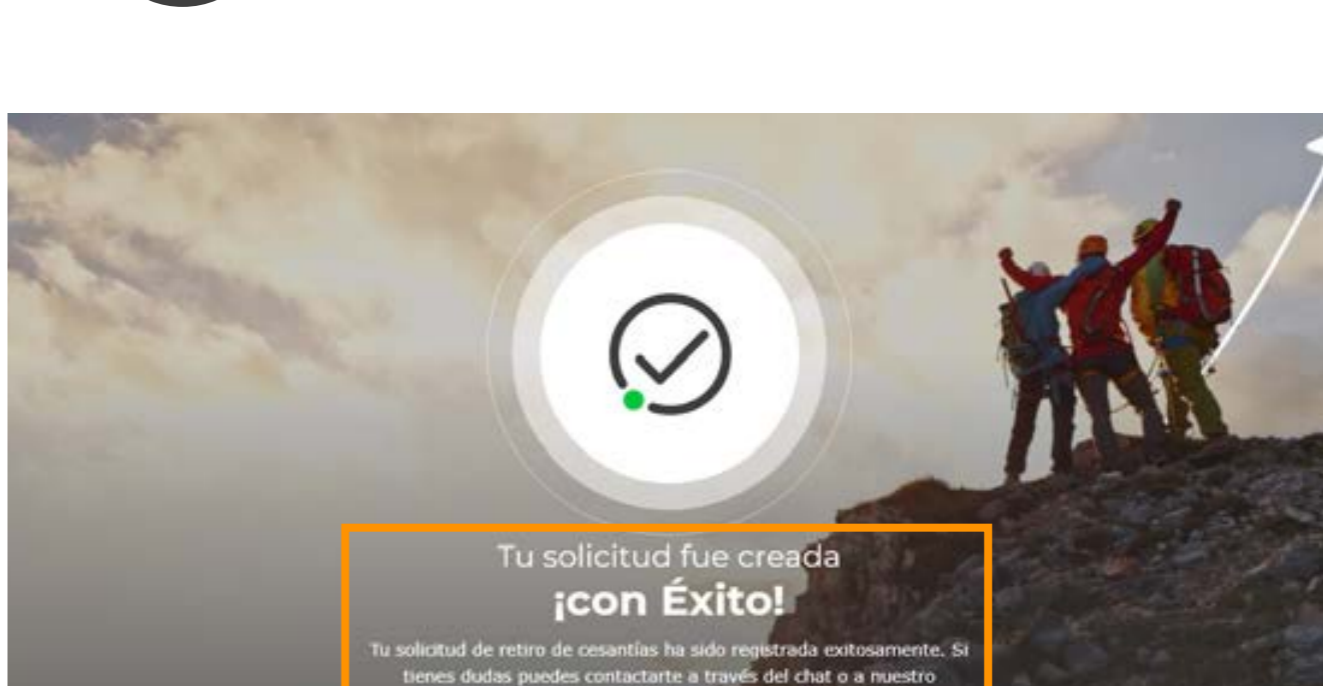 Tu solicitud fue creada
¡con Éxito!
Tu solicitud de retiro de cesantías ha sido registrada exitosamente. Si
tienes dudas puedes contactarte a través del chat o a nuestro